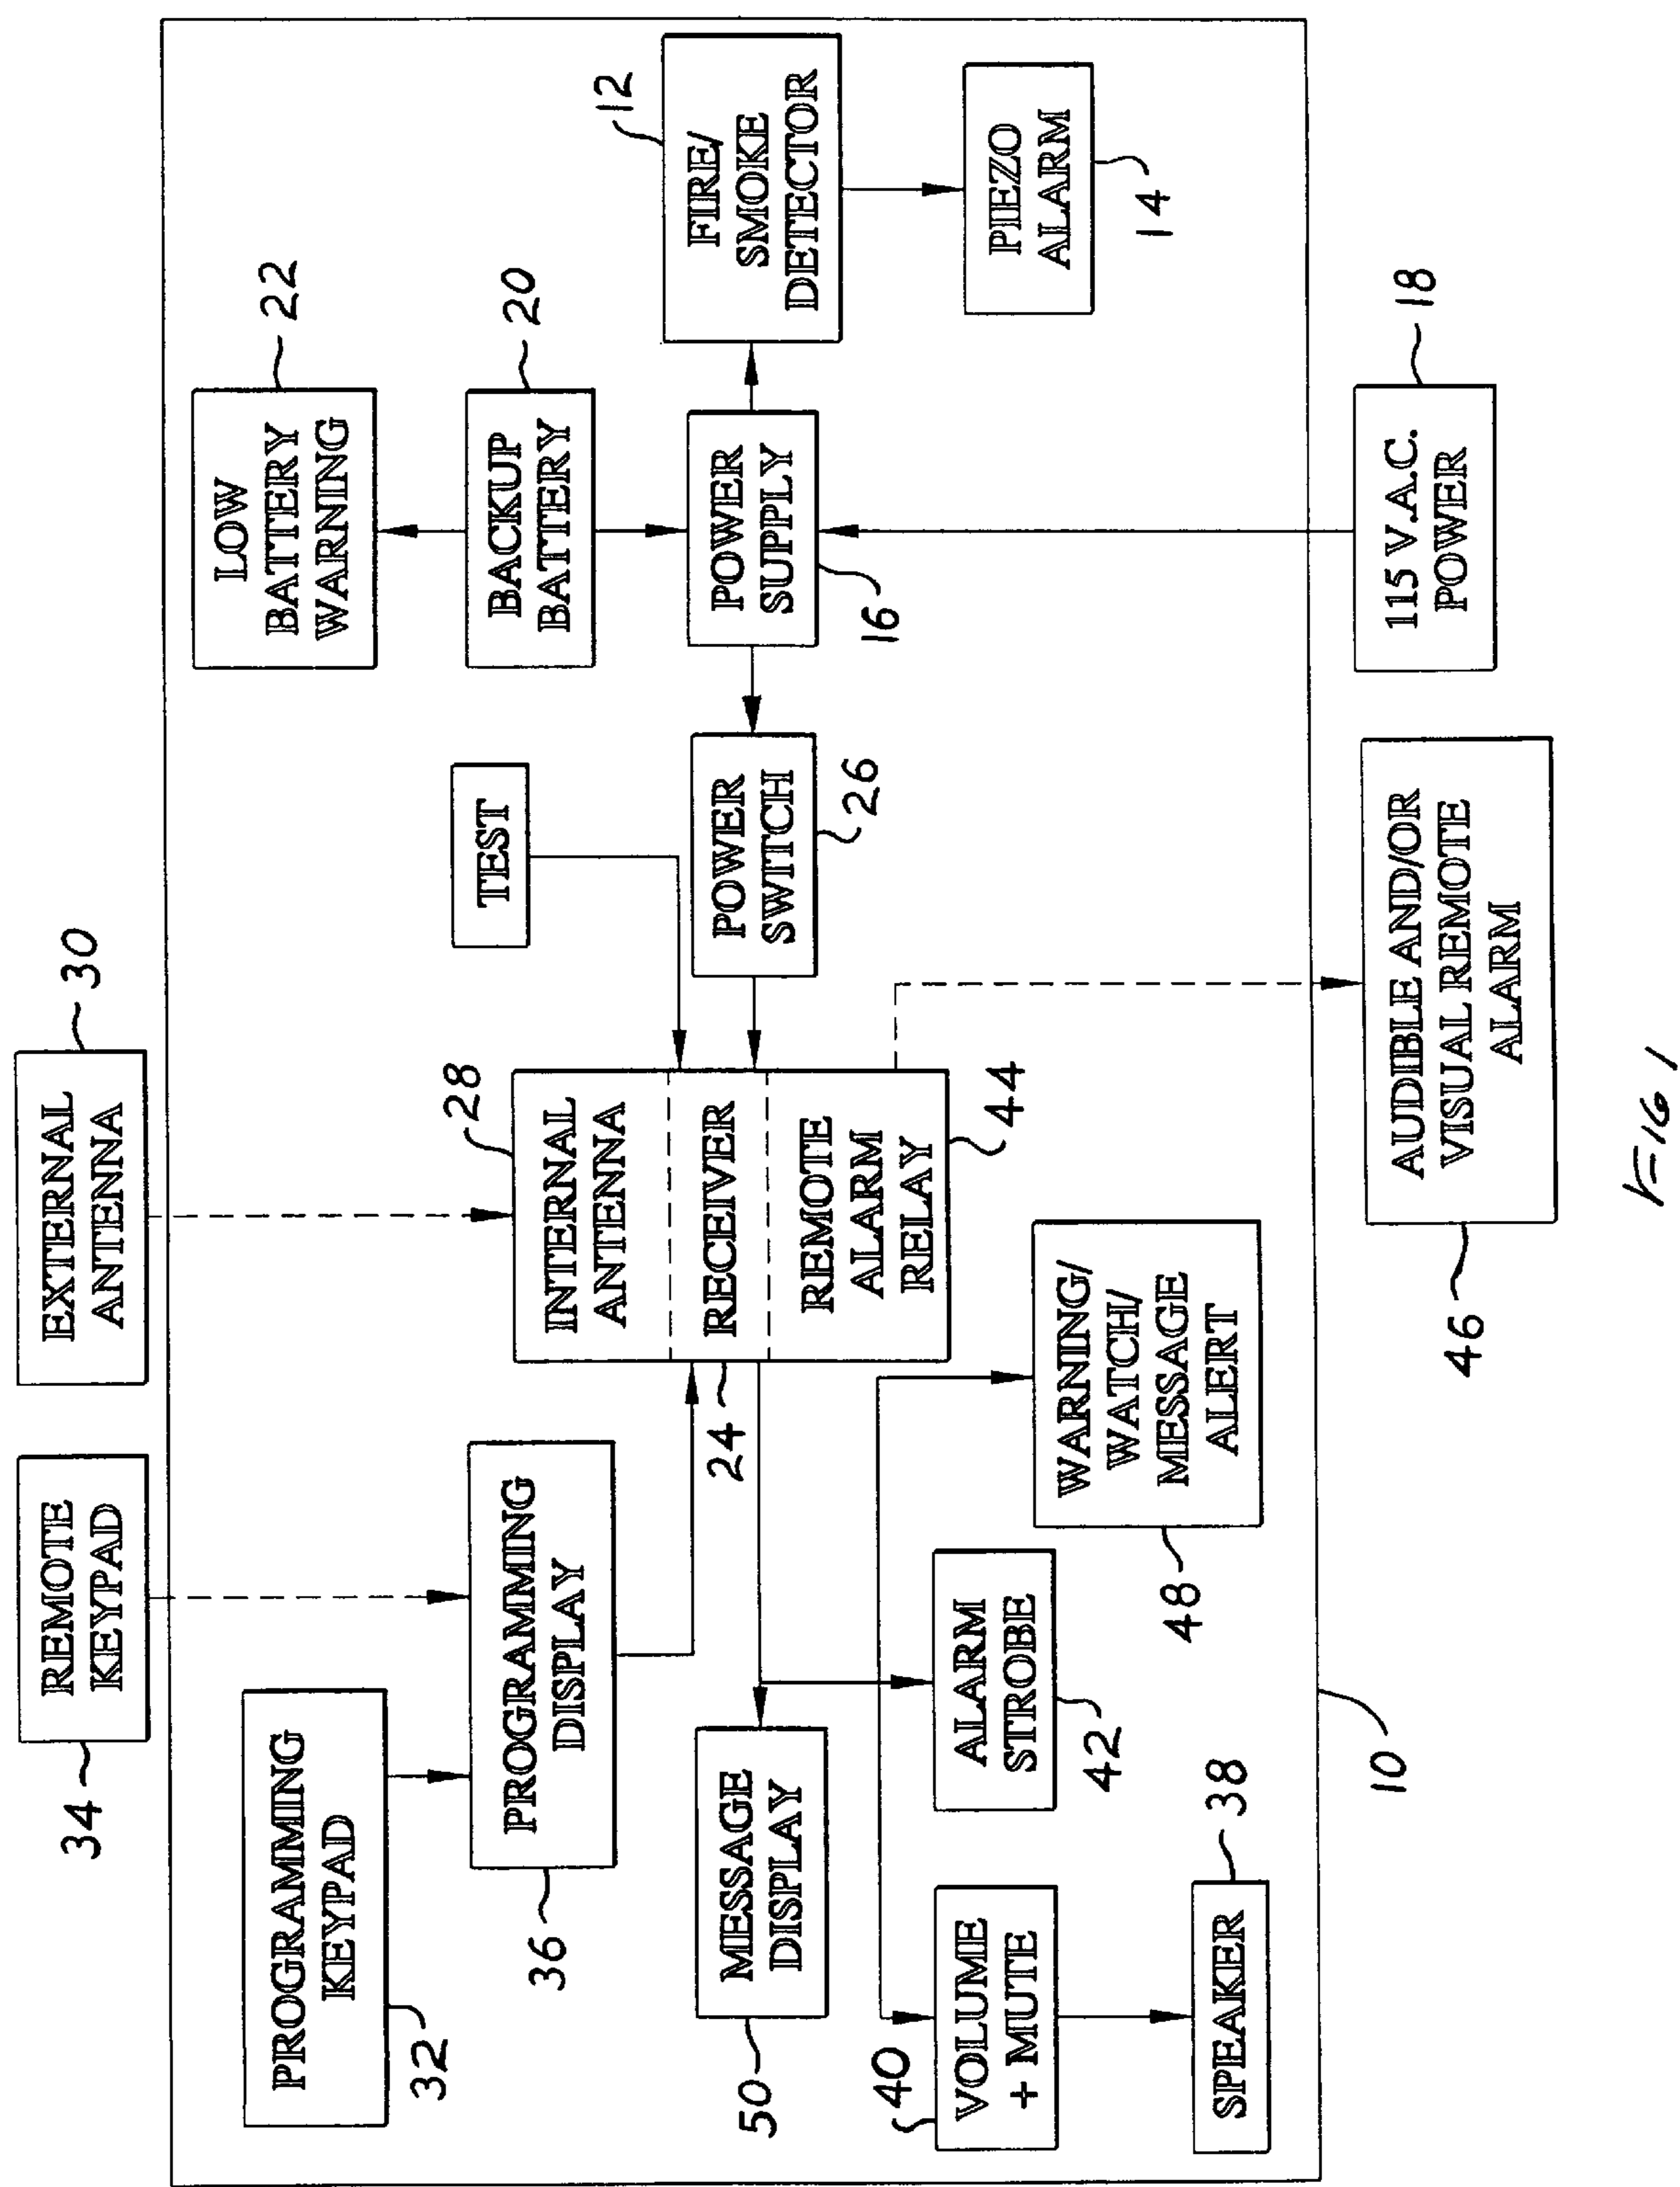 34
REMOTE
KEYPAD
EXTERNAL
ANTENNA
30
PROGRAMMING
KEYPAD
32
PROGRAMMING
DISPLAY
36
28
INTERNAL
ANTENNA
RECEIVER
24
REMOTE
ALARM
RELAY
44
TEST
POWER
SWITCH
26
LOW
BATTERY
WARNING
22
BACKUP
BATTERY
20
POWER
SUPPLY
16
FIRE/
SMOKE
DETECTOR
12
PIEZO
ALARM
14
50
MESSAGE
DISPLAY
40
VOLUME
+ MUTE
ALARM
STROBE
42
WARNING/
WATCH/
MESSAGE
ALERT
48
SPEAKER
38
10
46
AUDIBLE AND/OR
VISUAL REMOTE
ALARM
115 V.A.C.
POWER
18
FIG 1